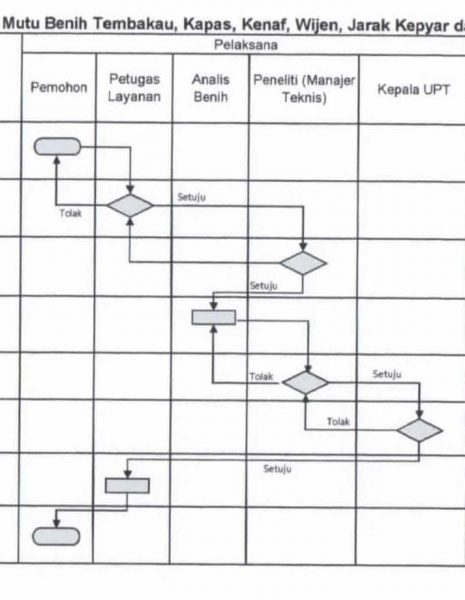 Mutu Benih Tembakau, Kapas, Kenaf, Wijen, Jarak Kepyar da
Pelaksana
Pemohon
Petugas
Layanan
Analis
Benih
Peneliti (Manajer
Teknis)
Kepala UPT
Setuju
Tolak
Setuju
Tolak
Setuju
Tolak
Setuju